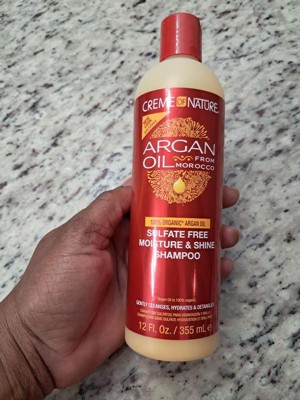 CREME OF NATURE
ARGAN
OIL FROM
MOROCCO
100% ORGANIC* ARGAN OIL
SULFATE FREE
MOISTURE & SHINE
SHAMPOO
GENTLY CLEANSES, HYDRATES & DETANGLES
12 Fl. Oz. / 355 mL e